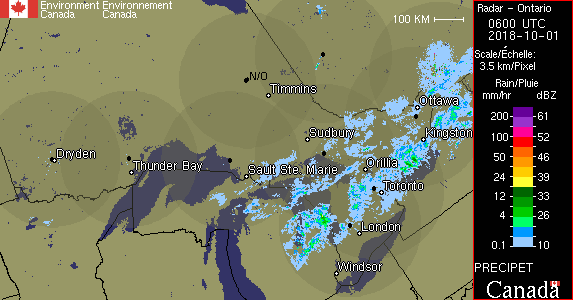 Environment Environnement
Canada Canada
100 KM
N/O
Timmins
Ottawa
Sudbury
Kingston
Dryden
Thunder Bay
Sault Ste. Marie
Orillia
Toronto
London
Windsor
Radar - Ontario
0600 UTC
2018-10-01
Scale/Échelle:
3.5 km/Pixel
Rain/Pluie
mm/hr dBZ
200 61
100 52
50 46
24 39
12 33
4 26
0.1 10
PRECIPET
Canada